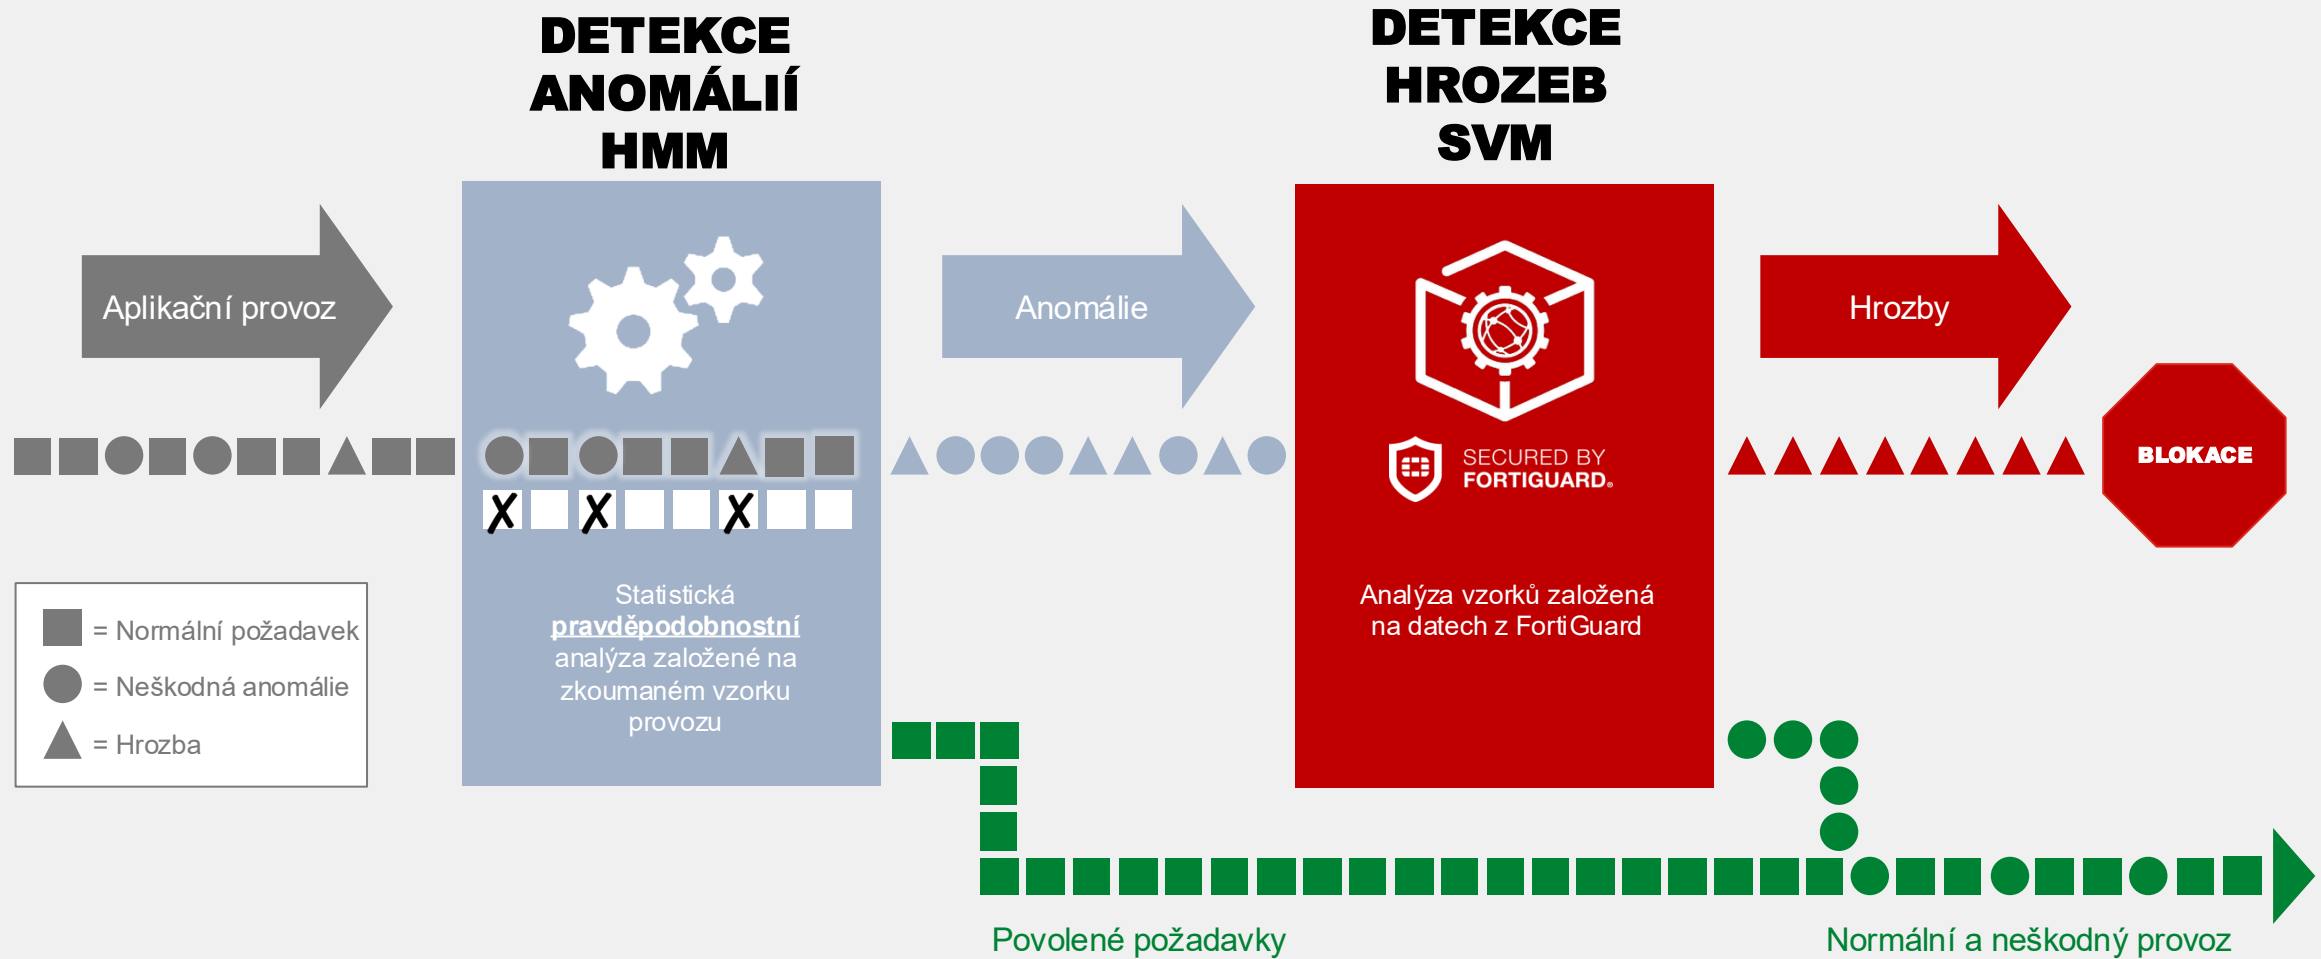 DETEKCE
ANOMÁLIÍ
HMM
DETEKCE
HROZEB
SVM
Aplikační provoz
Anomálie
Hrozby
SECURED BY
FORTIGUARD®
BLOKACE
X X X
Statistická
pravděpodobnostní
analýza založené na
zkoumaném vzorku
provozu
Analýza vzorků založená
na datech z FortiGuard
= Normální požadavek
= Neškodná anomálie
= Hrozba
Povolené požadavky
Normální a neškodný provoz